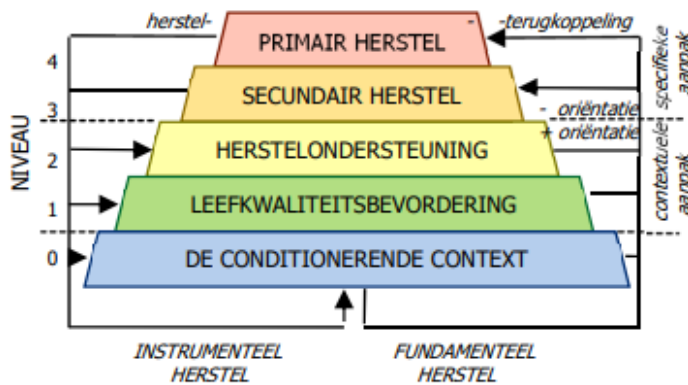 herstel-
- -terugkoppeling
PRIMAIR HERSTEL
4
SECUNDAIR HERSTEL
3
- oriëntatie
+ oriëntatie
specifieke
aanpak
NIVEAU
2
HERSTELONDERSTEUNING
1
LEEFKWALITEITSBEVORDERING
contextuele
aanpak
0
DE CONDITIONERENDE CONTEXT
INSTRUMENTEEL
HERSTEL
FUNDAMENTEEL
HERSTEL